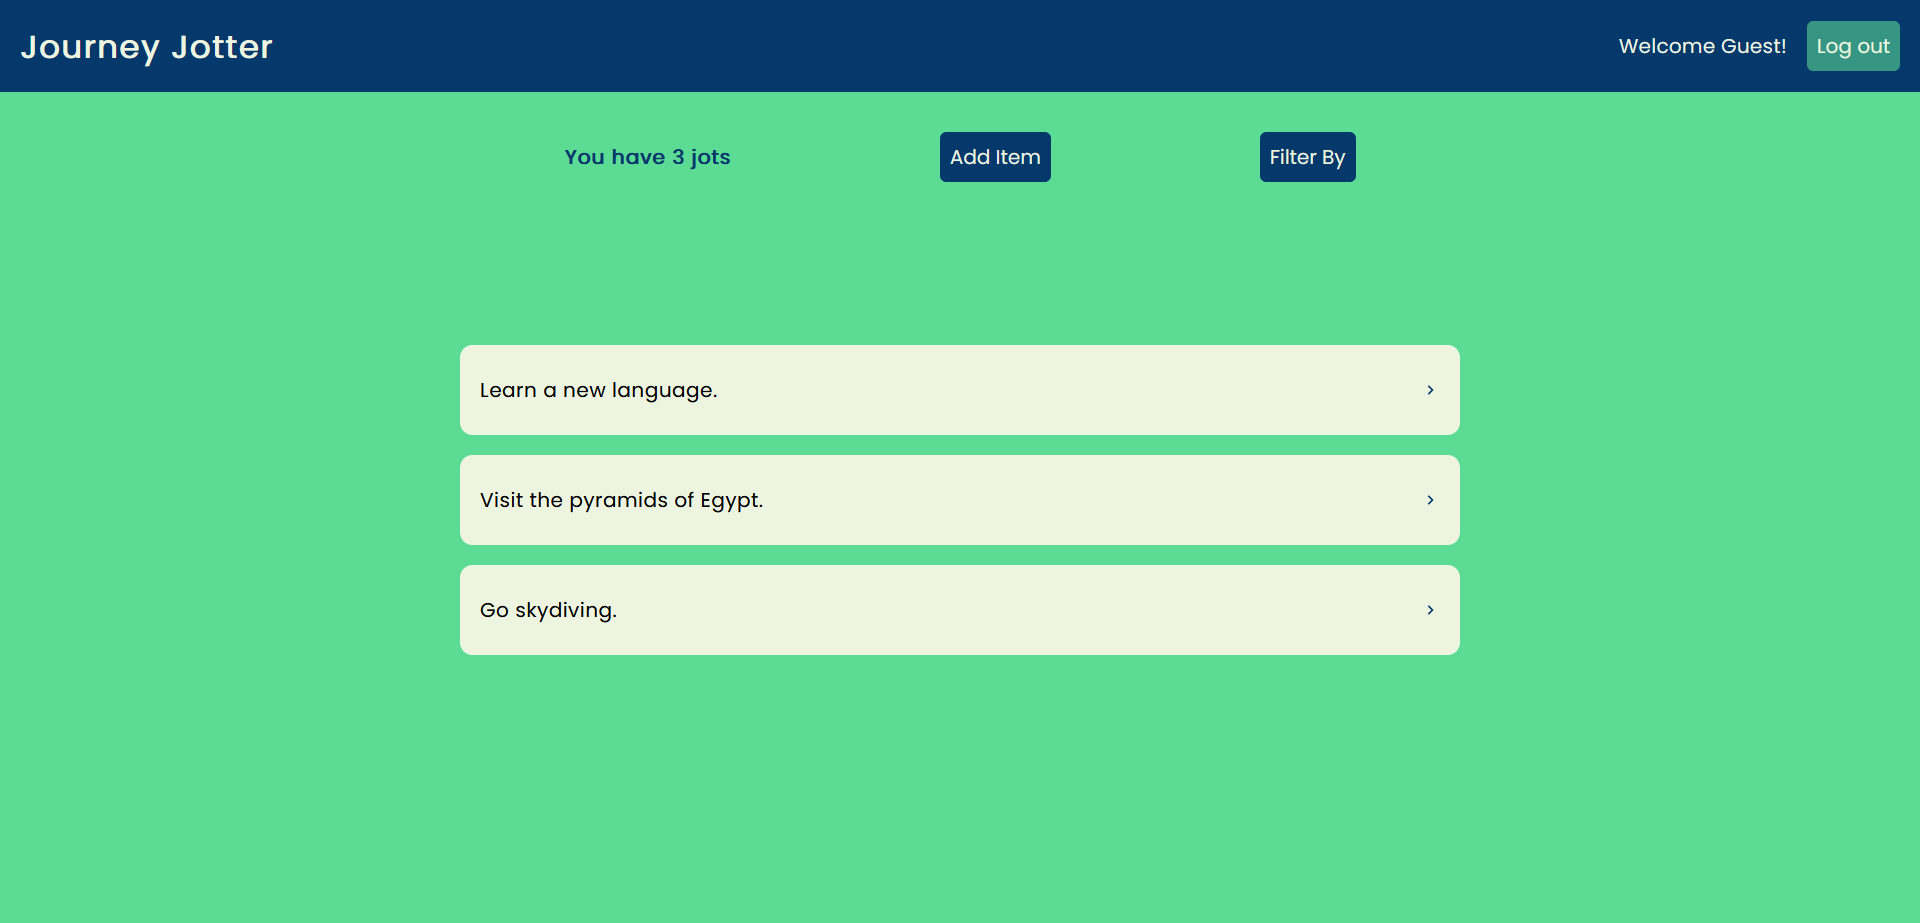 Journey Jotter
Welcome Guest!
Log out
You have 3 jots
Add Item
Filter By
Learn a new language.
Visit the pyramids of Egypt.
Go skydiving.